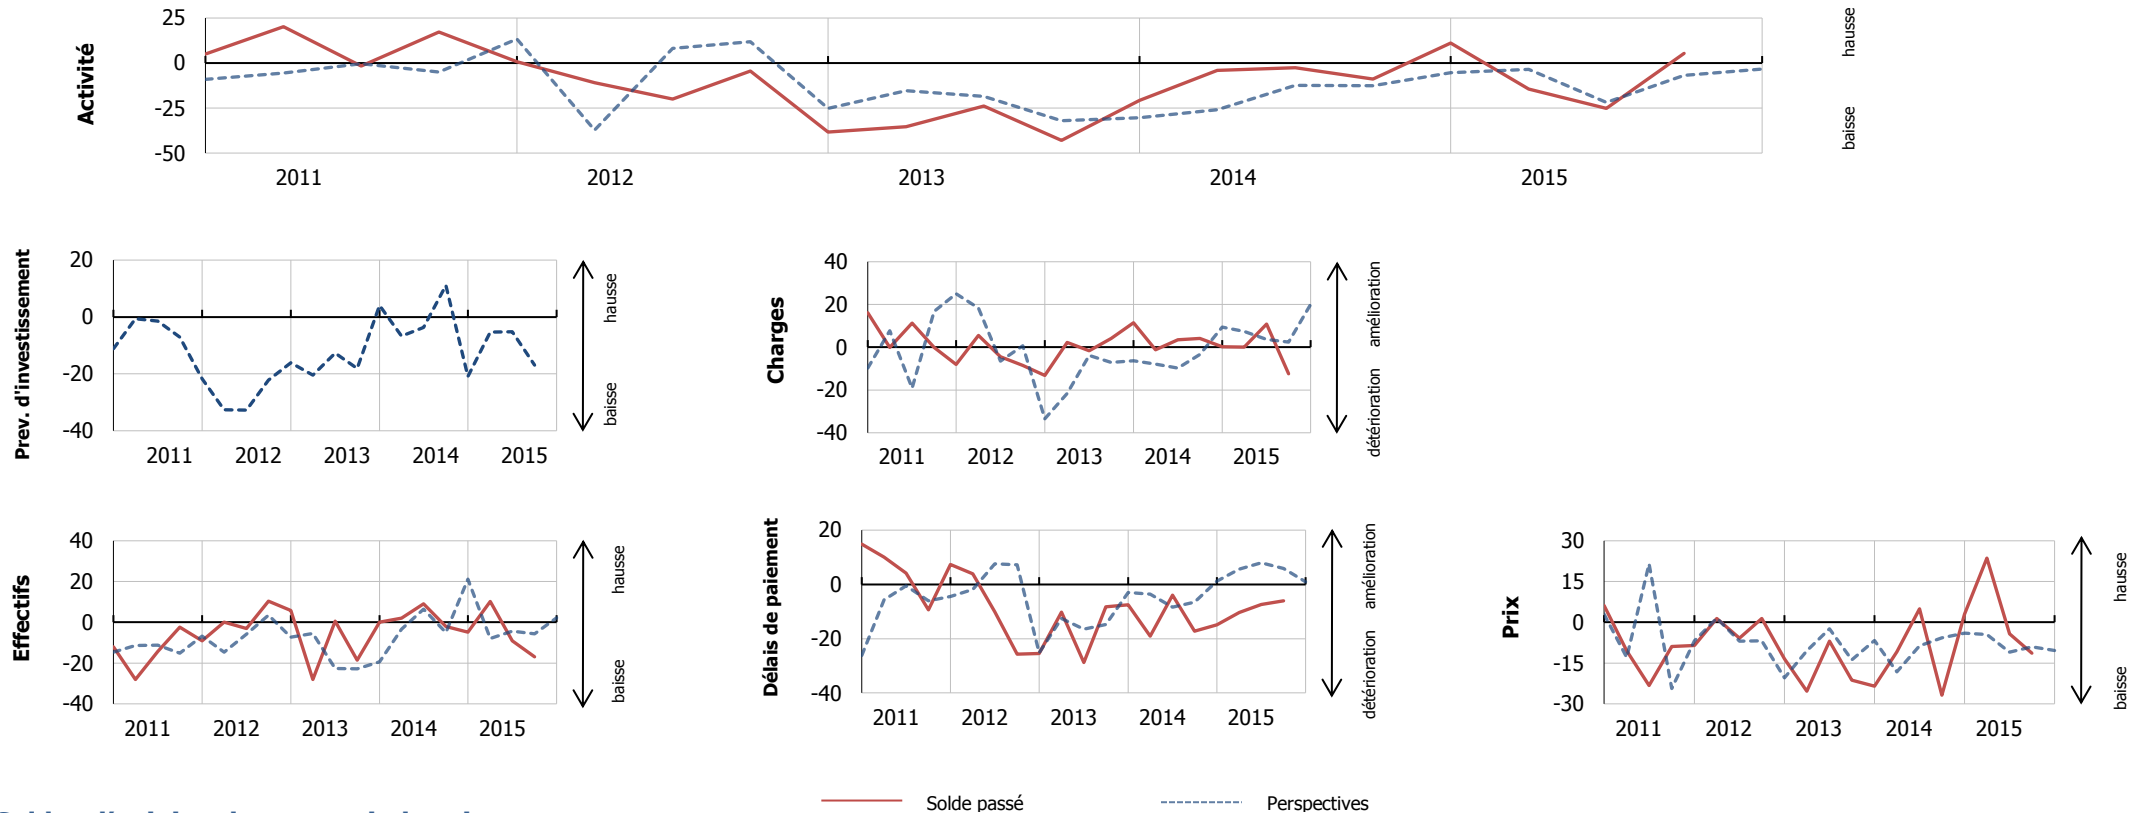 Activité
25
0
-25
-50
2011
2012
2013
2014
2015
hausse
baisse
Prev. d'investissement
20
0
-20
-40
2011
2012
2013
2014
2015
hausse
baisse
Charges
40
20
0
-20
-40
2011
2012
2013
2014
2015
amélioration
détérioration
Effectifs
40
20
0
-20
-40
2011
2012
2013
2014
2015
hausse
baisse
Délais de paiement
20
0
-20
-40
2011
2012
2013
2014
2015
amélioration
détérioration
Prix
30
15
0
-15
-30
2011
2012
2013
2014
2015
hausse
baisse
Solde passé
Perspectives